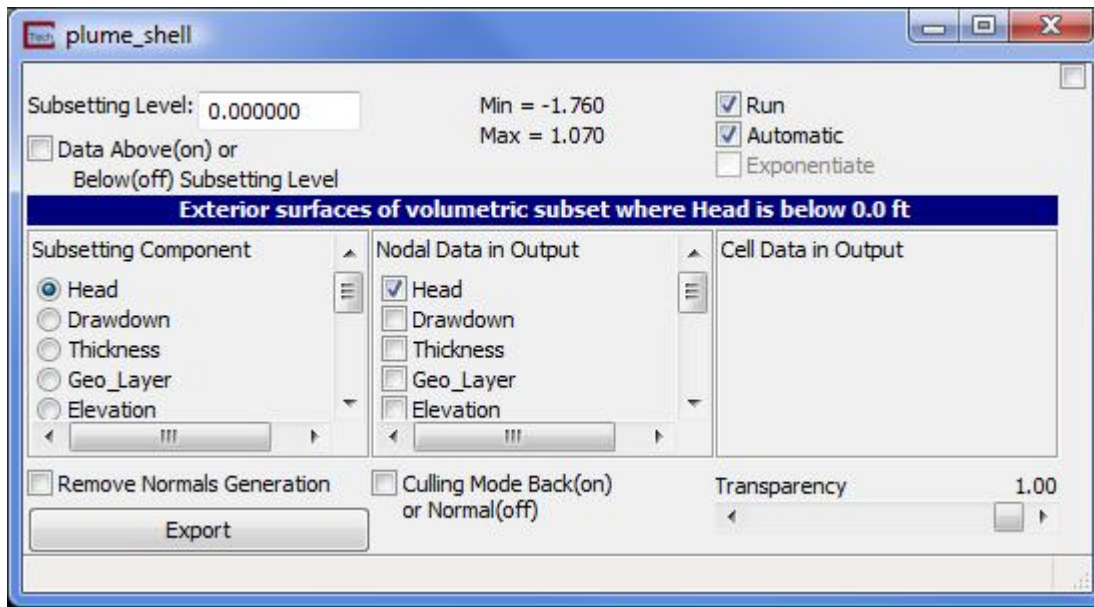 plume_shell
Subsetting Level: 0.000000
Min = -1.760
Max = 1.070
Run
Automatic
Exponentiate
Data Above(on) or
Below(off) Subsetting Level
Exterior surfaces of volumetric subset where Head is below 0.0 ft
Subsetting Component
Head
Drawdown
Thickness
Geo_Layer
Elevation
Nodal Data in Output
Head
Drawdown
Thickness
Geo_Layer
Elevation
Cell Data in Output
Remove Normals Generation
Export
Culling Mode Back(on)
or Normal(off)
Transparency 1.00